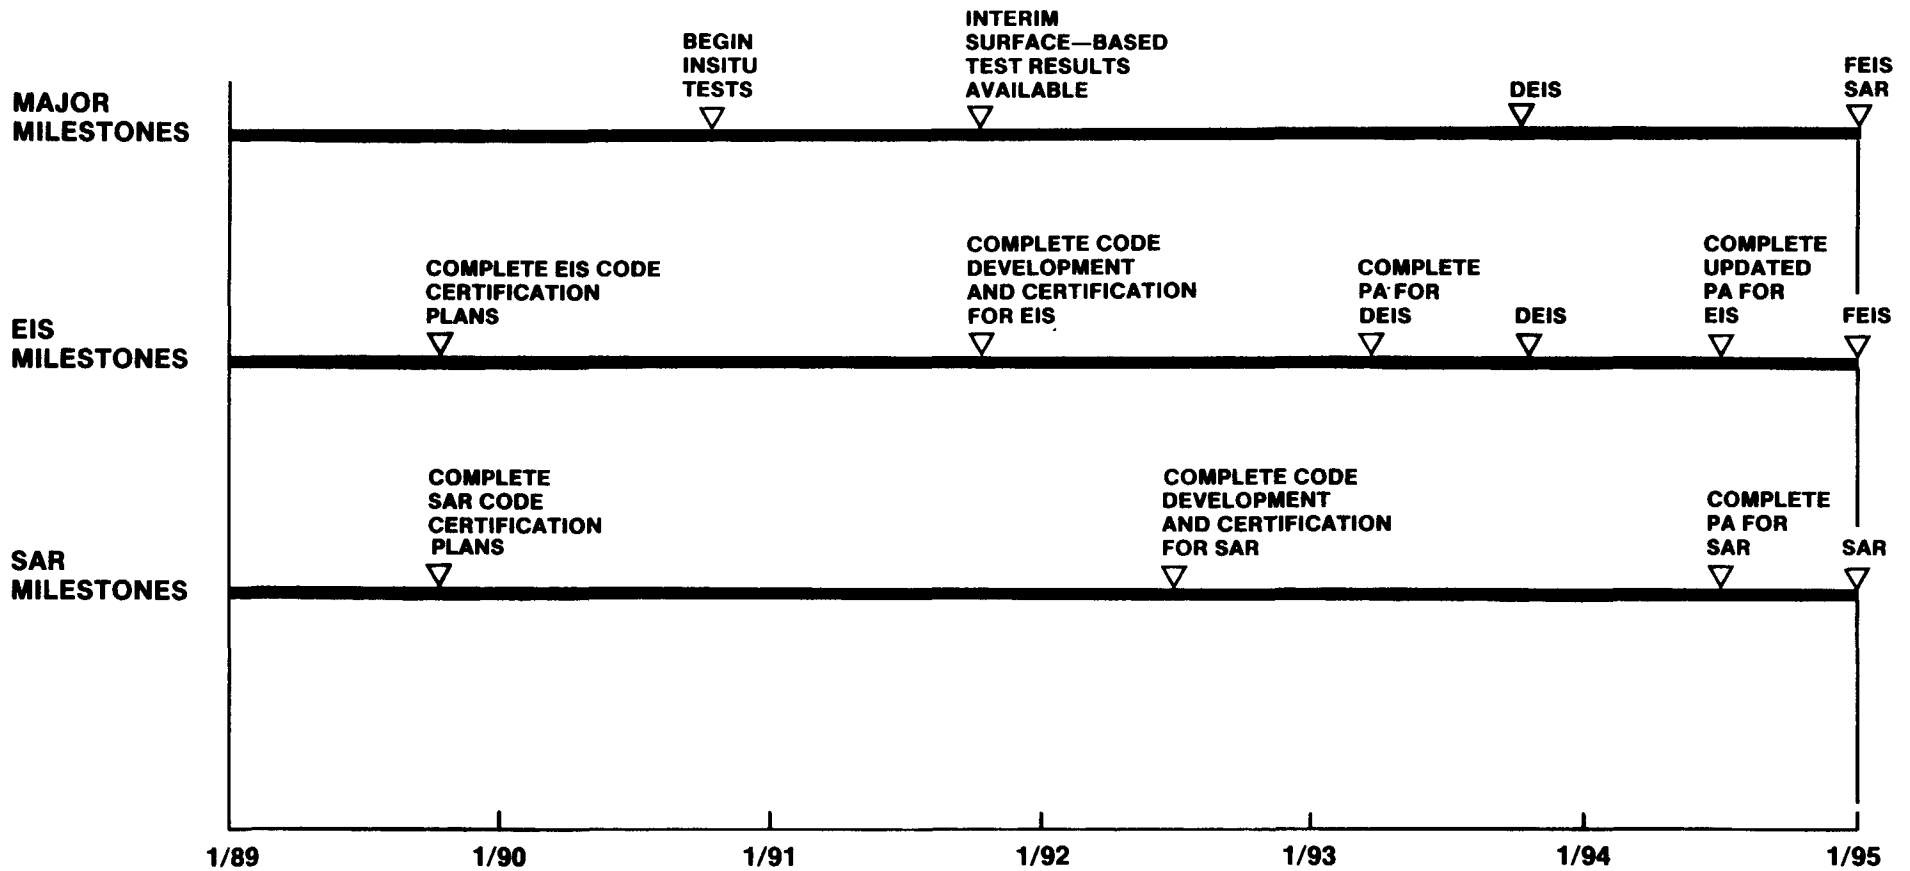 MAJOR
MILESTONES
BEGIN
INSITU
TESTS
INTERIM
SURFACE—BASED
TEST RESULTS
AVAILABLE
DEIS
FEIS
SAR
EIS
MILESTONES
COMPLETE EIS CODE
CERTIFICATION
PLANS
COMPLETE CODE
DEVELOPMENT
AND CERTIFICATION
FOR EIS
COMPLETE
PA FOR
DEIS
DEIS
COMPLETE
UPDATED
PA FOR
EIS
FEIS
SAR
MILESTONES
COMPLETE
SAR CODE
CERTIFICATION
PLANS
COMPLETE CODE
DEVELOPMENT
AND CERTIFICATION
FOR SAR
COMPLETE
PA FOR
SAR
SAR
1/89 1/90 1/91 1/92 1/93 1/94 1/95